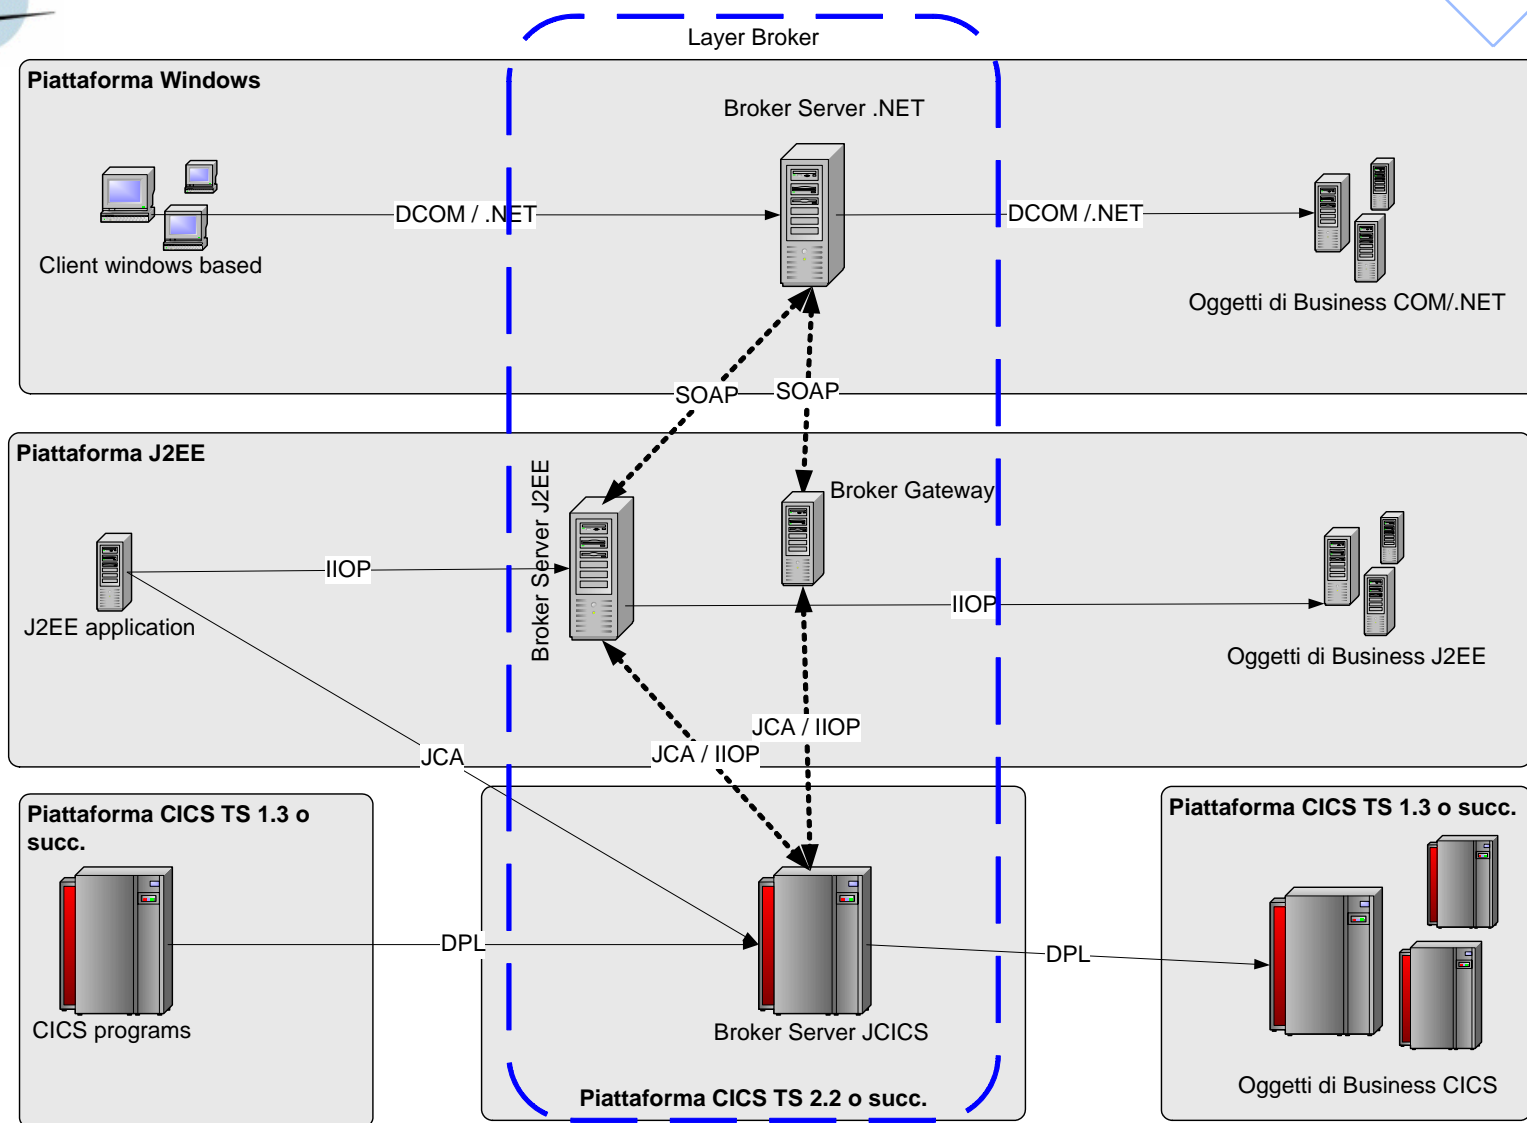 Layer Broker
Piattaforma Windows
Broker Server .NET
DCOM / .NET
DCOM /.NET
Client windows based
Oggetti di Business COM/.NET
SOAP
SOAP
Piattaforma J2EE
Broker Server J2EE
Broker Gateway
IIOP
IIOP
J2EE application
Oggetti di Business J2EE
JCA / IIOP
JCA / IIOP
JCA
Piattaforma CICS TS 1.3 o
succ.
Piattaforma CICS TS 1.3 o succ.
DPL
DPL
CICS programs
Broker Server JCICS
Oggetti di Business CICS
Piattaforma CICS TS 2.2 o succ.